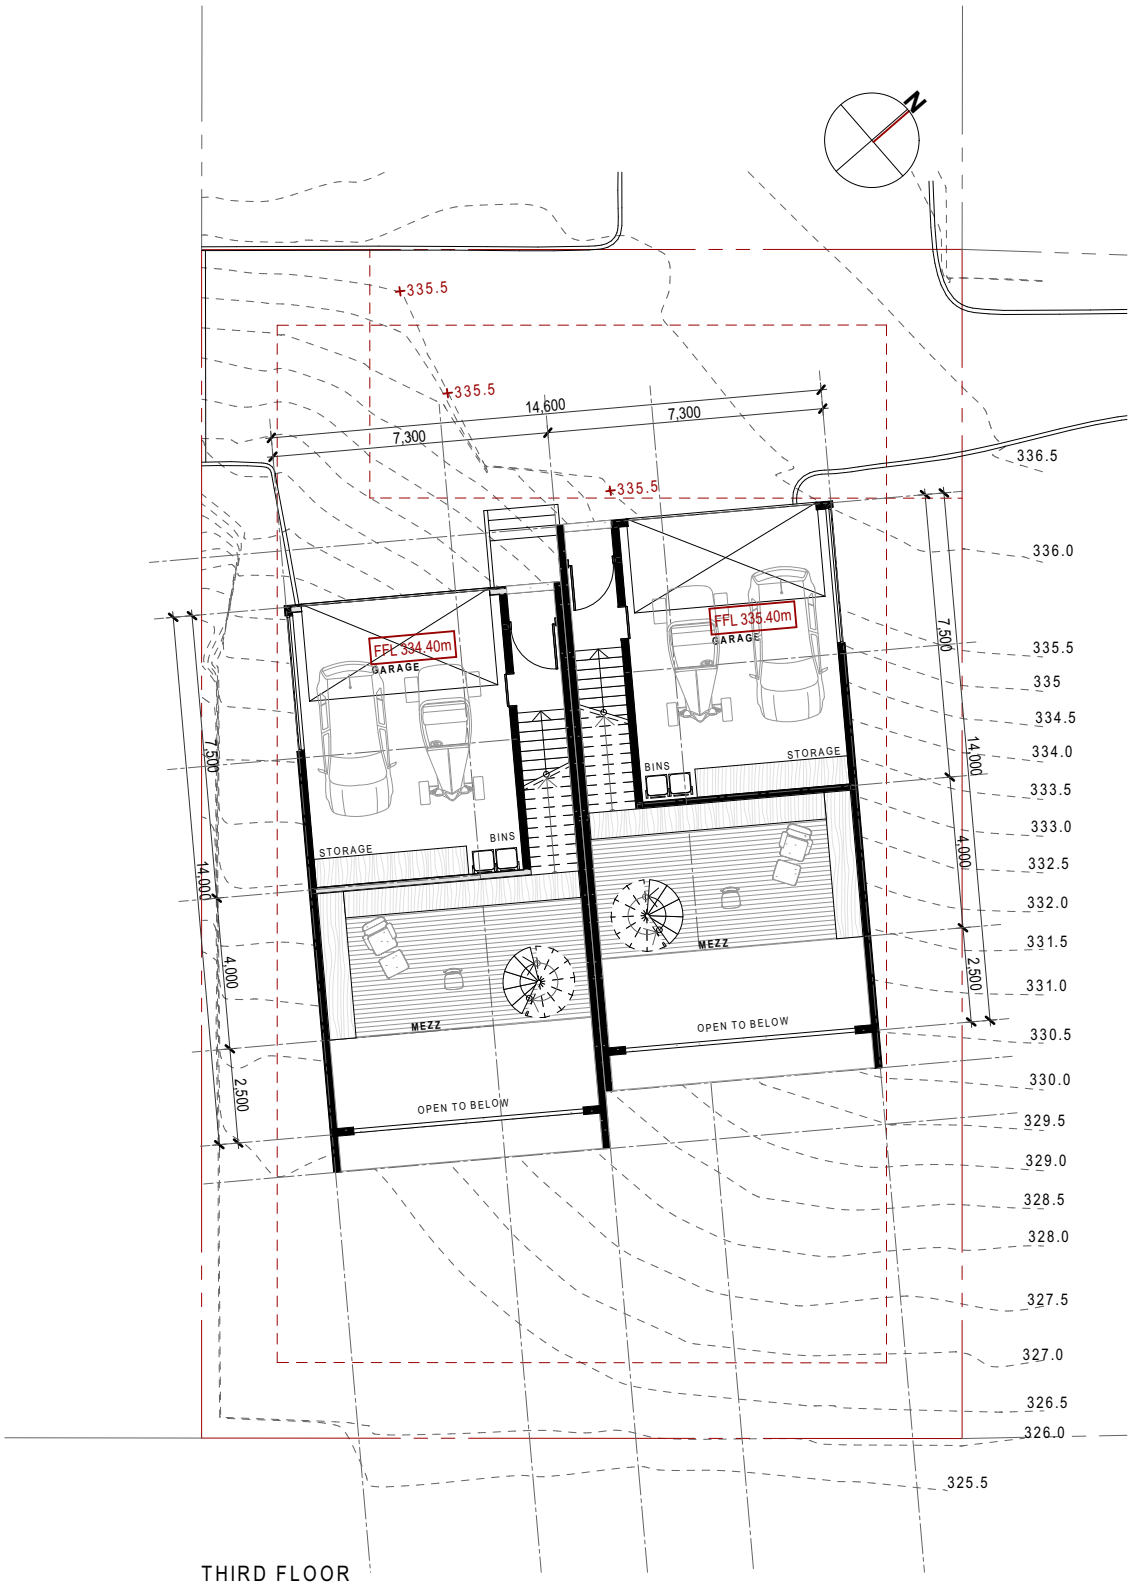 N
+335.5
+335.5
14,600
7,300
7,300
336.5
+335.5
336.0
FFL 335.40m
GARAGE
7,500
FFL 334.40m
GARAGE
335.5
335
334.5
7,500
14,000
334.0
STORAGE
BINS
333.5
333.0
BINS
STORAGE
4,000
332.5
14,000
332.0
MEZZ
331.5
4,000
2,500
331.0
MEZZ
OPEN TO BELOW
330.5
330.0
2,500
OPEN TO BELOW
329.5
329.0
328.5
328.0
327.5
327.0
326.5
326.0
325.5
THIRD FLOOR